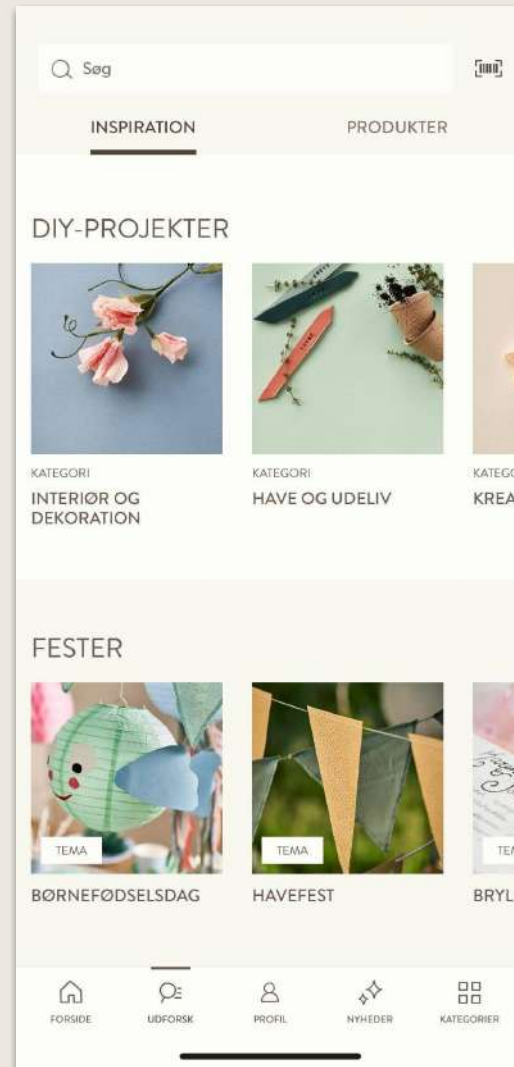 Søg
INSPIRATION
PRODUKTER
DIY-PROJEKTER
KATEGORI
INTERIØR OG
DEKORATION
KATEGORI
HAVE OG UDELIV
FESTER
TEMA
BØRNEFØDSELSDAG
TEMA
HAVEFEST
FORSIDE
UDFORSK
PROFIL
NYHEDER
KATEGORIER